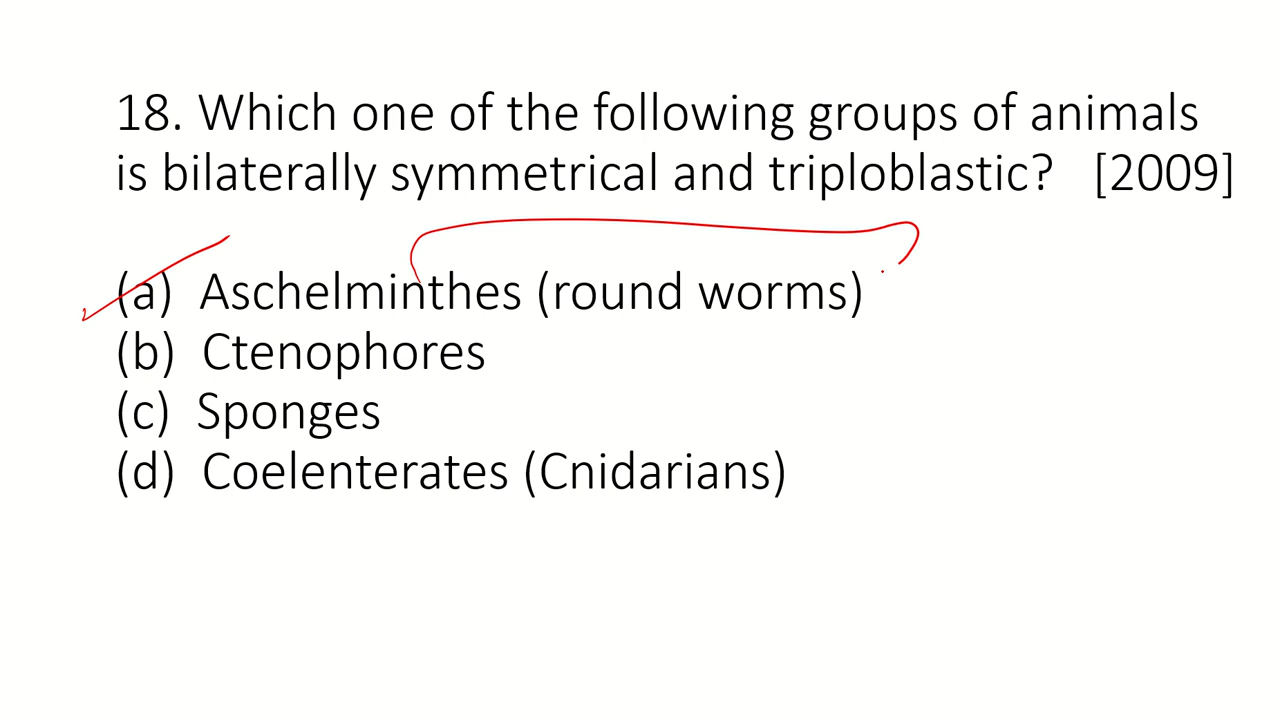 18. Which one of the following groups of animals
is bilaterally symmetrical and triploblastic? [2009]
(a) Aschelminthes (round worms)
(b) Ctenophores
(c) Sponges
(d) Coelenterates (Cnidarians)